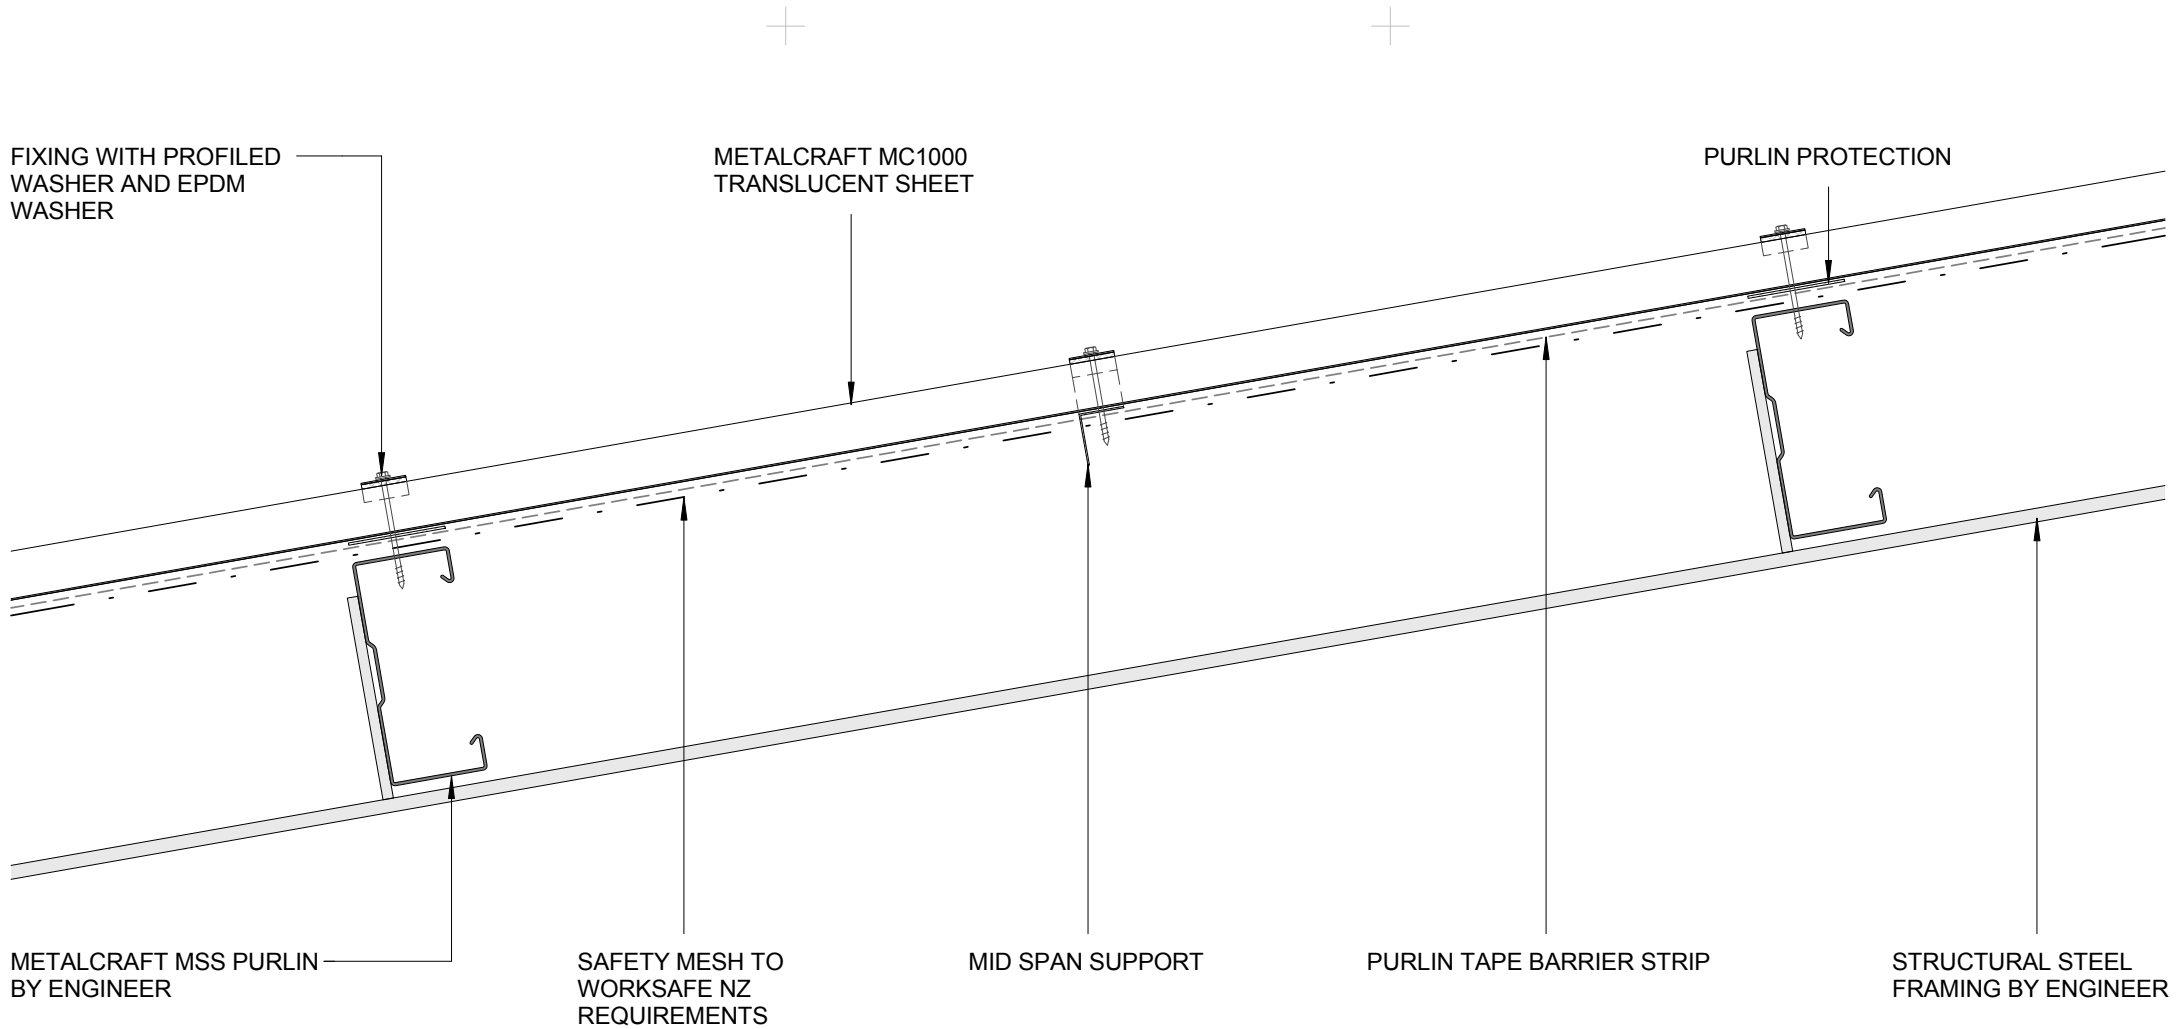 FIXING WITH PROFILED
WASHER AND EPDM
WASHER
METALCRAFT MC1000
TRANSLUCENT SHEET
PURLIN PROTECTION
METALCRAFT MSS PURLIN
BY ENGINEER
SAFETY MESH TO
WORKSAFE NZ
REQUIREMENTS
MID SPAN SUPPORT
PURLIN TAPE BARRIER STRIP
STRUCTURAL STEEL
FRAMING BY ENGINEER